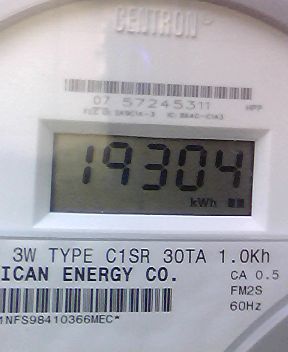 CENTRON
07 57245311 HPP
19304
kWh
3W TYPE C1SR 30TA 1.0Kh
ICAN ENERGY CO. CA 0.5
FM2S
60Hz
1NFS98410366MEC*